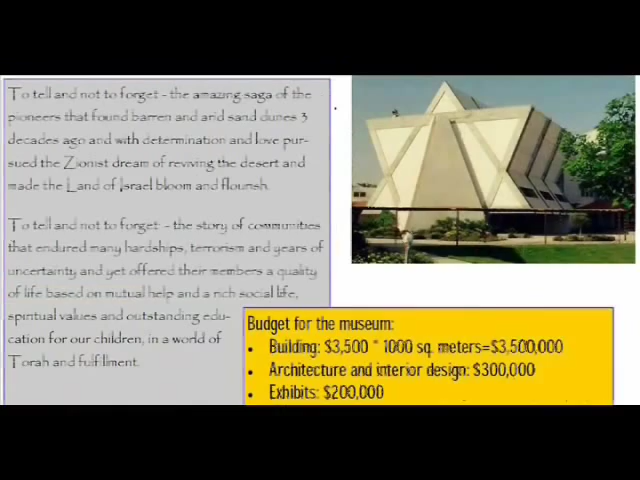 To tell and not to forget - the amazing saga of the
pioneers that found barren and arid sand dunes 3
decades ago and with determination and love pur-
sued the Zionist dream of reviving the desert and
made the Land of Israel bloom and flourish.
To tell and not to forget - the story of communities
that endured many hardships, terrorism and years of
uncertainty and yet offered their members a quality
of life based on mutual help and a rich social life,
spiritual values and outstanding edu-
cation for our children, in a world of
Torah and fulfillment.
Budget for the museum:
• Building: $3,500 * 1000 sq. meters=$3,500,000
• Architecture and interior design: $300,000
• Exhibits: $200,000